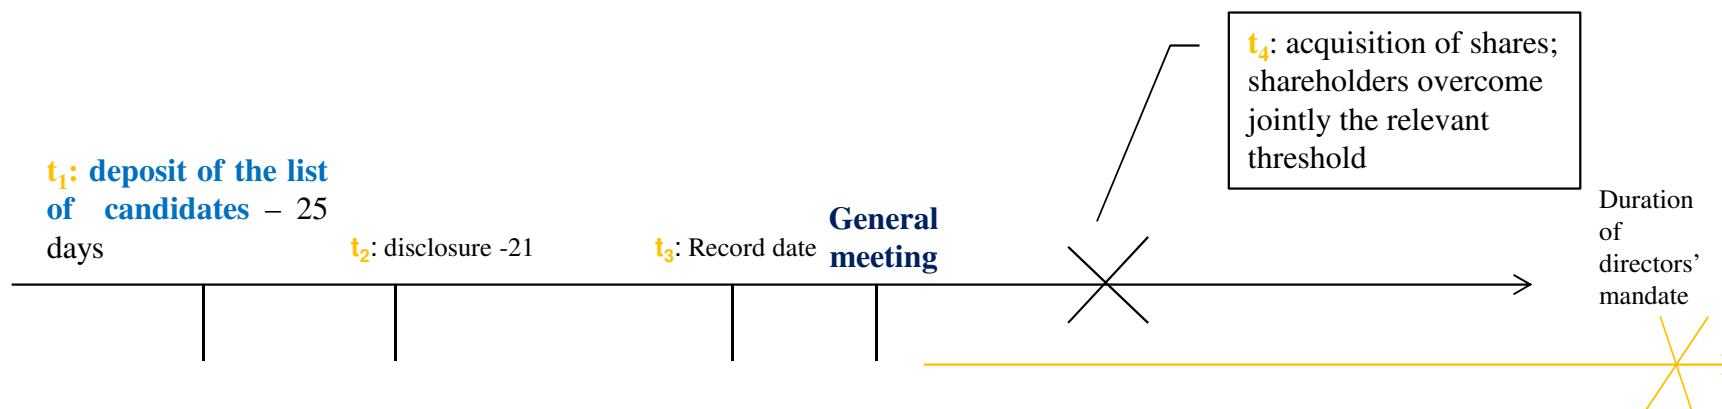 t1: deposit of the list
of candidates – 25
days
t2: disclosure -21
t3: Record date
General
meeting
t4: acquisition of shares;
shareholders overcome
jointly the relevant
threshold
Duration
of
directors’
mandate